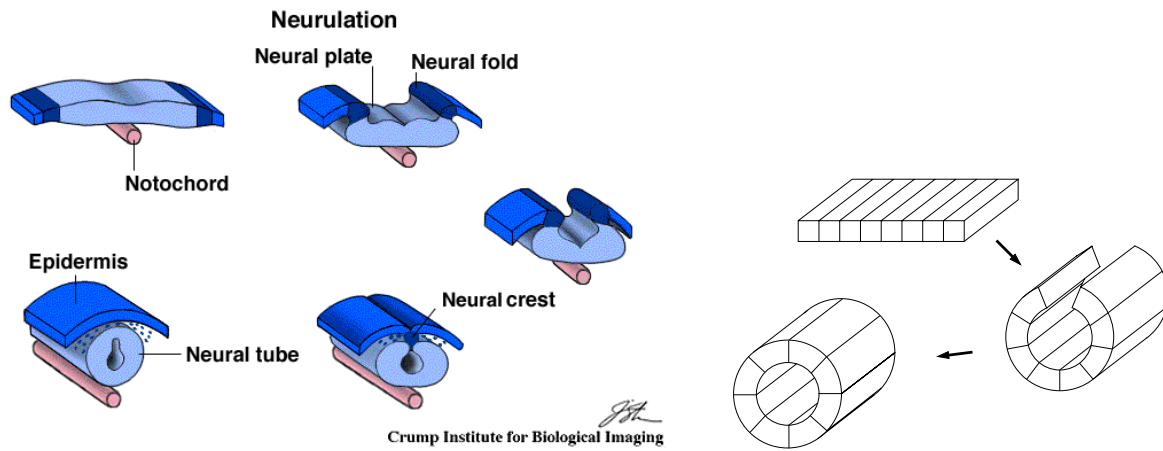 Neurulation
Neural plate
Neural fold
Notochord
Epidermis
Neural crest
Neural tube
Crump Institute for Biological Imaging